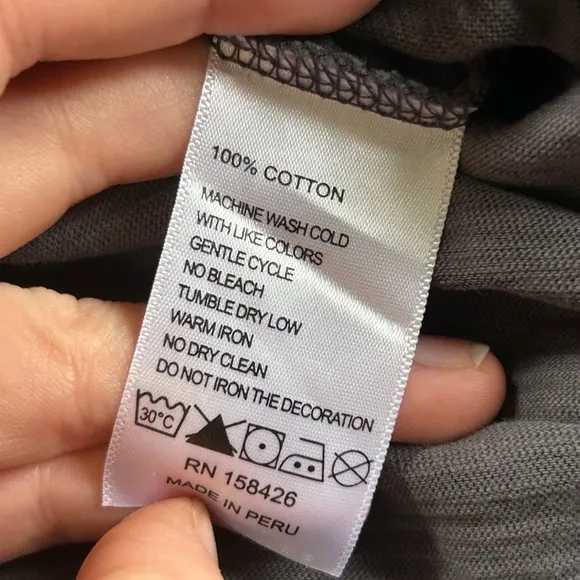 100% COTTON
MACHINE WASH COLD
WITH LIKE COLORS
GENTLE CYCLE
NO BLEACH
TUMBLE DRY LOW
WARM IRON
NO DRY CLEAN
DO NOT IRON THE DECORATION
30°C
RN 158426
MADE IN PERU